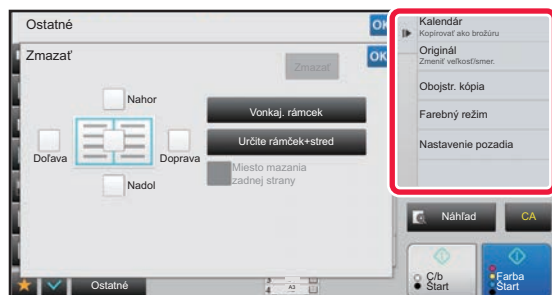 Ostatné
OK
Zmazať
Zmazať
OK
Nahor
Doľava
Doprava
Nadol
Vonkaj. rámcek
Určite rámček+stred
Miesto mazania
zadnej strany
Kalendár
Kopírovať ako brožúru
Originál
Zmeniť veľkosť/smer.
Obojstr. kópia
Farebný režim
Nastavenie pozadia
Náhľad
CA
Č/b
Štart
Farba
Štart
Ostatné
A3
4